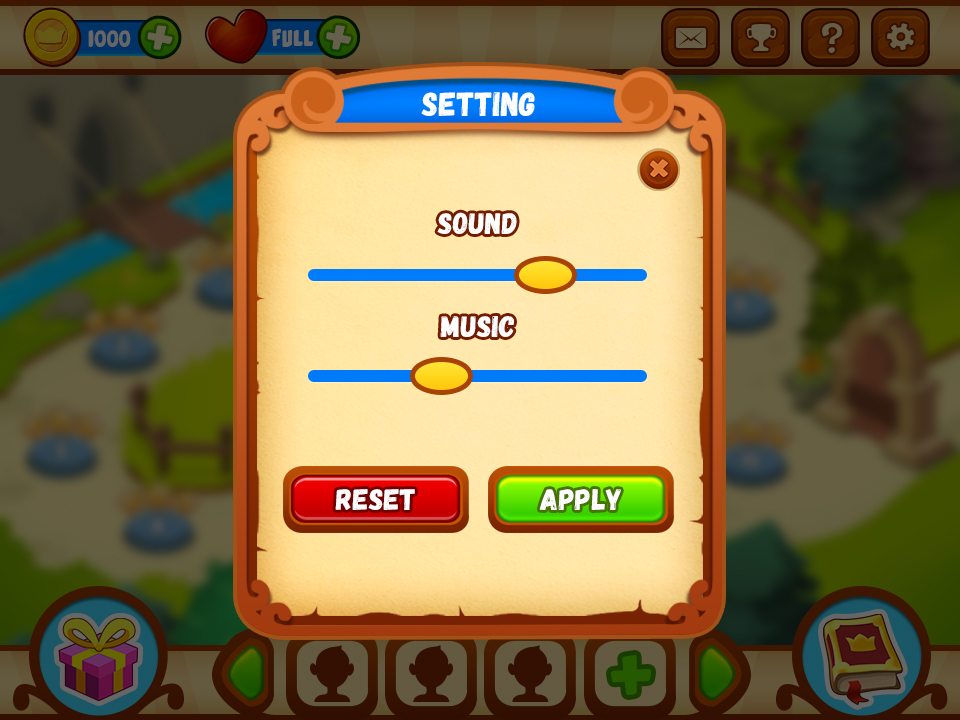 1000
FULL
SETTING
SOUND
MUSIC
RESET
APPLY